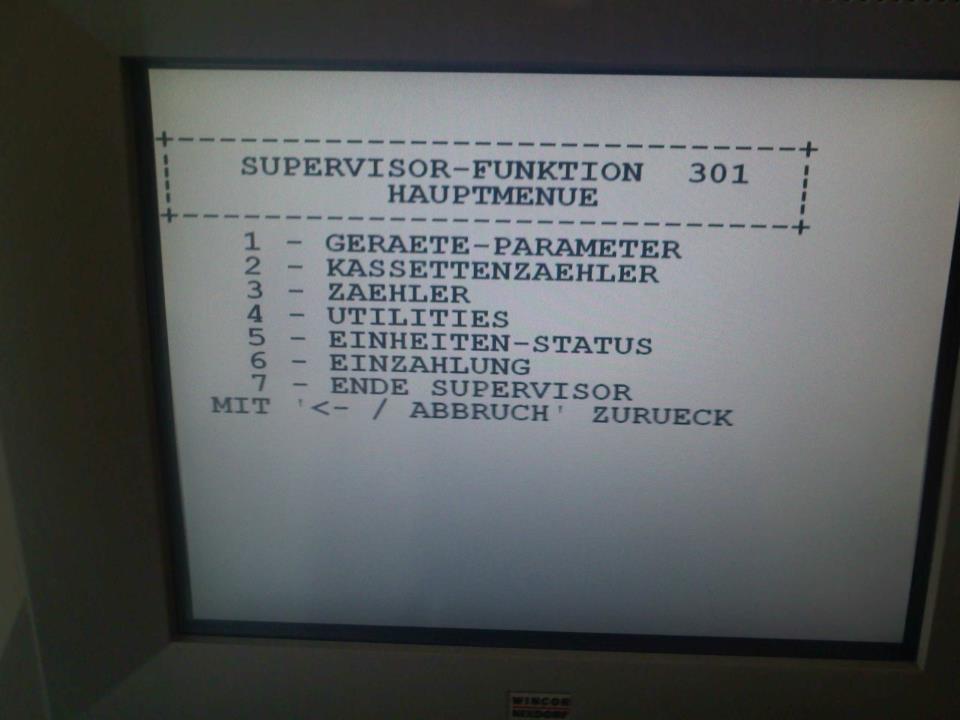 SUPERVISOR-FUNKTION 301
HAUPTMENUE
1 - GERAETE-PARAMETER
2 - KASSETTENZAEHLER
3 - ZAEHLER
4 - UTILITIES
5 - EINHEITEN-STATUS
6 - EINZAHLUNG
7 - ENDE SUPERVISOR
MIT '<- / ABBRUCH' ZURUECK
WINCOR
NIXDORF